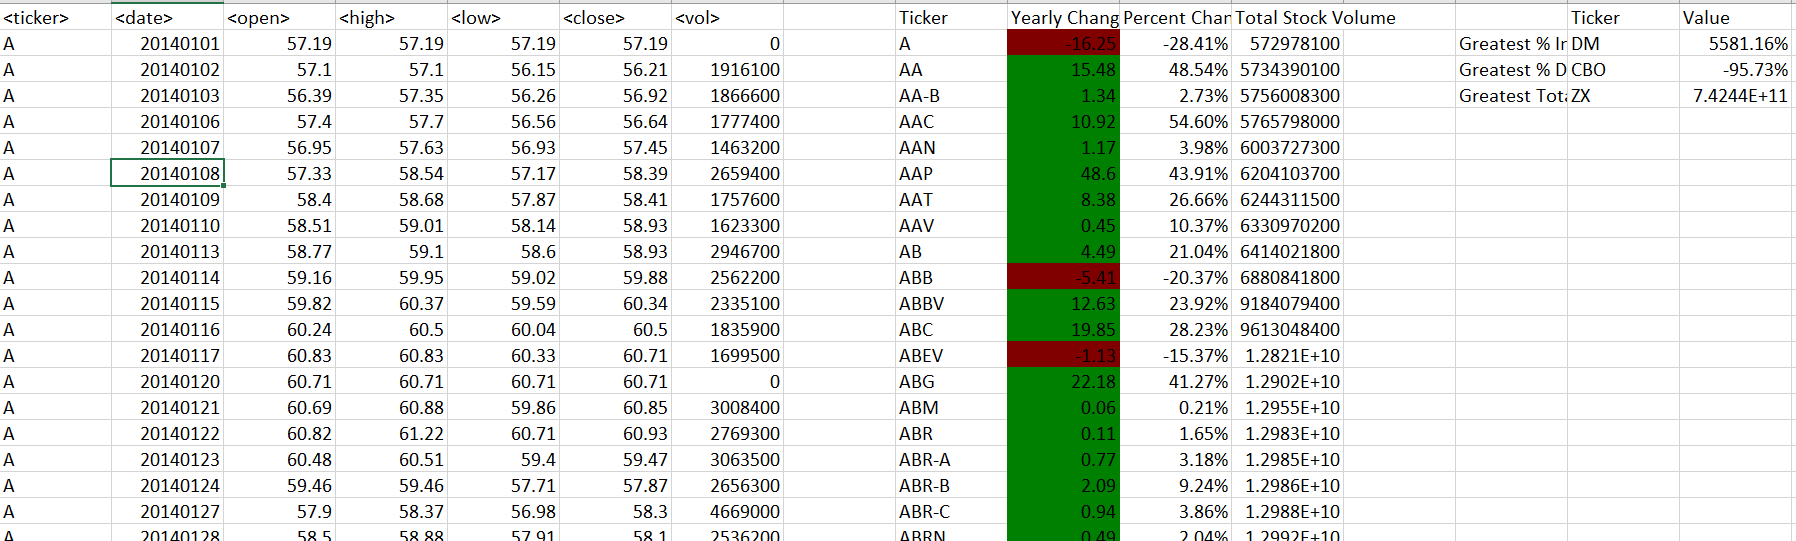 <ticker> <date> <open> <high> <low> <close> <vol> Ticker Yearly Chang Percent Chan Total Stock Volume Ticker Value
A 20140101 57.19 57.19 57.19 57.19 0 A -16.25 -28.41% 572978100 Greatest % In DM 5581.16%
A 20140102 57.1 57.1 56.15 56.21 1916100 AA 15.48 48.54% 5734390100 Greatest % D CBO -95.73%
A 20140103 56.39 57.35 56.26 56.92 1866600 AA-B 1.34 2.73% 5756008300 Greatest Tota ZX 7.4244E+11
A 20140106 57.4 57.7 56.56 56.64 1777400 AAC 10.92 54.60% 5765798000
A 20140107 56.95 57.63 56.93 57.45 1463200 AAN 1.17 3.98% 6003727300
A 20140108 57.33 58.54 57.17 58.39 2659400 AAP 48.6 43.91% 6204103700
A 20140109 58.4 58.68 57.87 58.41 1757600 AAT 8.38 26.66% 6244311500
A 20140110 58.51 59.01 58.14 58.93 1623300 AAV 0.45 10.37% 6330970200
A 20140113 58.77 59.1 58.6 58.93 2946700 AB 4.49 21.04% 6414021800
A 20140114 59.16 59.95 59.02 59.88 2562200 ABB -5.41 -20.37% 6880841800
A 20140115 59.82 60.37 59.59 60.34 2335100 ABBV 12.63 23.92% 9184079400
A 20140116 60.24 60.5 60.04 60.5 1835900 ABC 19.85 28.23% 9613048400
A 20140117 60.83 60.83 60.33 60.71 1699500 ABEV -1.13 -15.37% 1.2821E+10
A 20140120 60.71 60.71 60.71 60.71 0 ABG 22.18 41.27% 1.2902E+10
A 20140121 60.69 60.88 59.86 60.85 3008400 ABM 0.06 0.21% 1.2955E+10
A 20140122 60.82 61.22 60.71 60.93 2769300 ABR 0.11 1.65% 1.2983E+10
A 20140123 60.48 60.51 59.4 59.47 3063500 ABR-A 0.77 3.18% 1.2985E+10
A 20140124 59.46 59.46 57.71 57.87 2656300 ABR-B 2.09 9.24% 1.2986E+10
A 20140127 57.9 58.37 56.98 58.3 4669000 ABR-C 0.94 3.86% 1.2988E+10
A 20140128 58.5 58.88 57.91 58.1 2536200 ABRN 0.49 2.04% 1.2992E+10